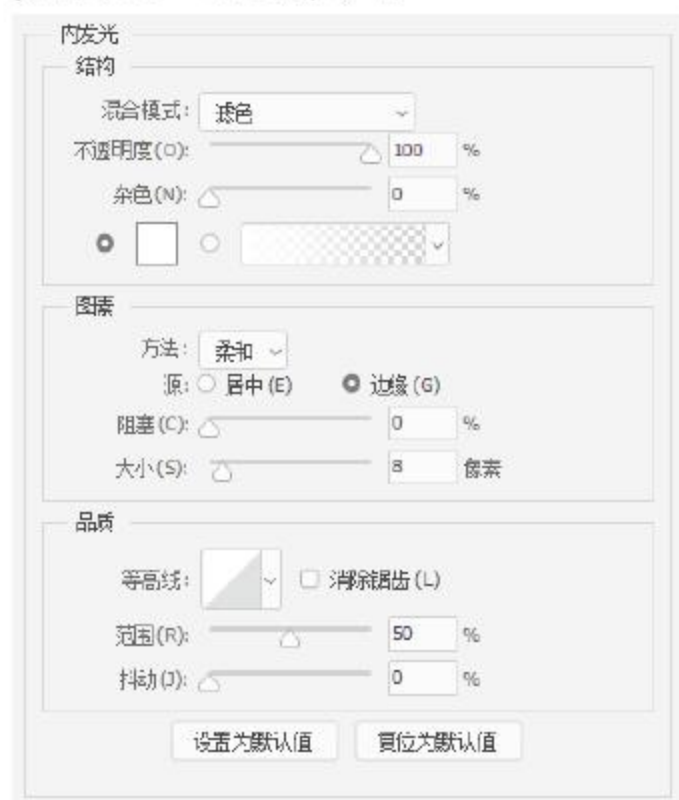 内发光
结构
混合模式: 滤色
不透明度(O): 100 %
杂色(N): 0 %
图素
方法: 柔和
源: 居中(E) 边缘(G)
阻塞(C): 0 %
大小(S): 8 像素
品质
等高线: 消除锯齿(L)
范围(R): 50 %
抖动(J): 0 %
设置为默认值 复位为默认值